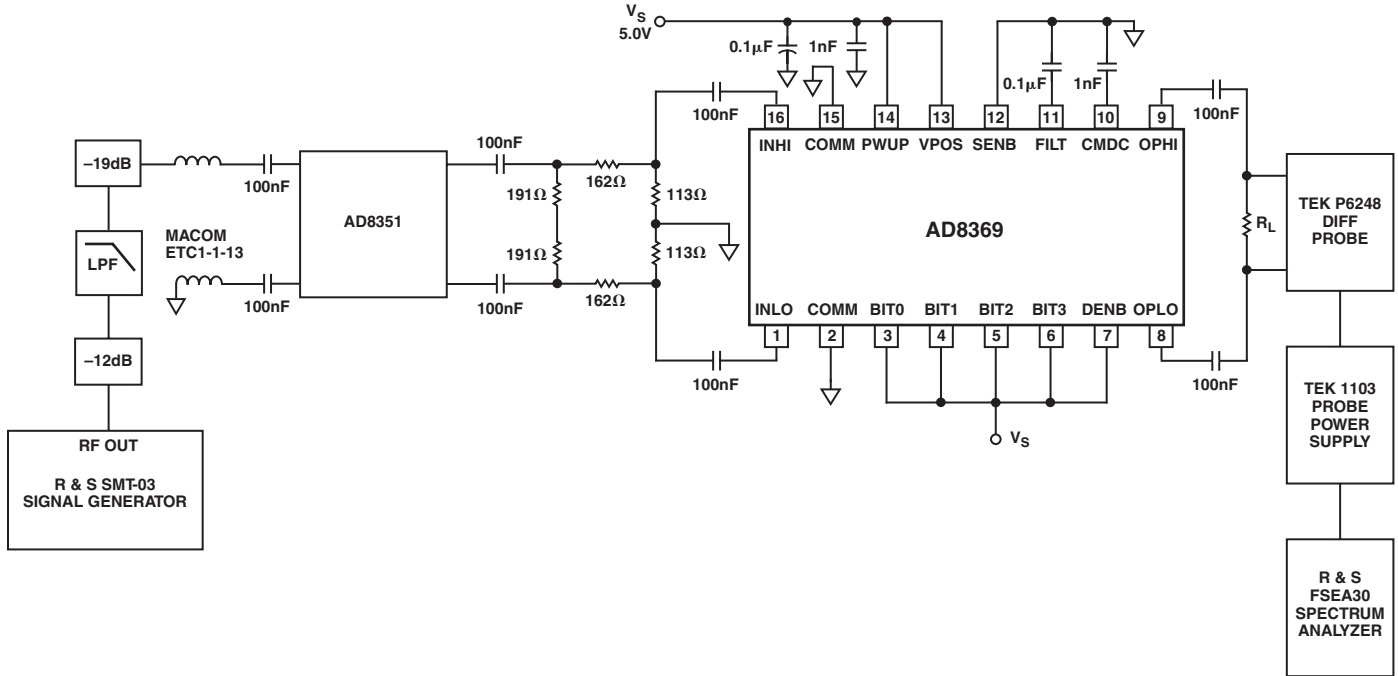 VS
5.0V
0.1µF
1nF
0.1µF
1nF
100nF
100nF
16
15
14
13
12
11
10
9
INHI
COMM
PWUP
VPOS
SENB
FILT
CMDC
OPHI
–19dB
100nF
100nF
162Ω
191Ω
113Ω
AD8351
AD8369
RL
TEK P6248
DIFF
PROBE
MACOM
ETC1-1-13
LPF
191Ω
113Ω
100nF
100nF
162Ω
INLO
COMM
BIT0
BIT1
BIT2
BIT3
DENB
OPLO
1
2
3
4
5
6
7
8
–12dB
100nF
100nF
TEK 1103
PROBE
POWER
SUPPLY
VS
RF OUT
R & S SMT-03
SIGNAL GENERATOR
R & S
FSEA30
SPECTRUM
ANALYZER